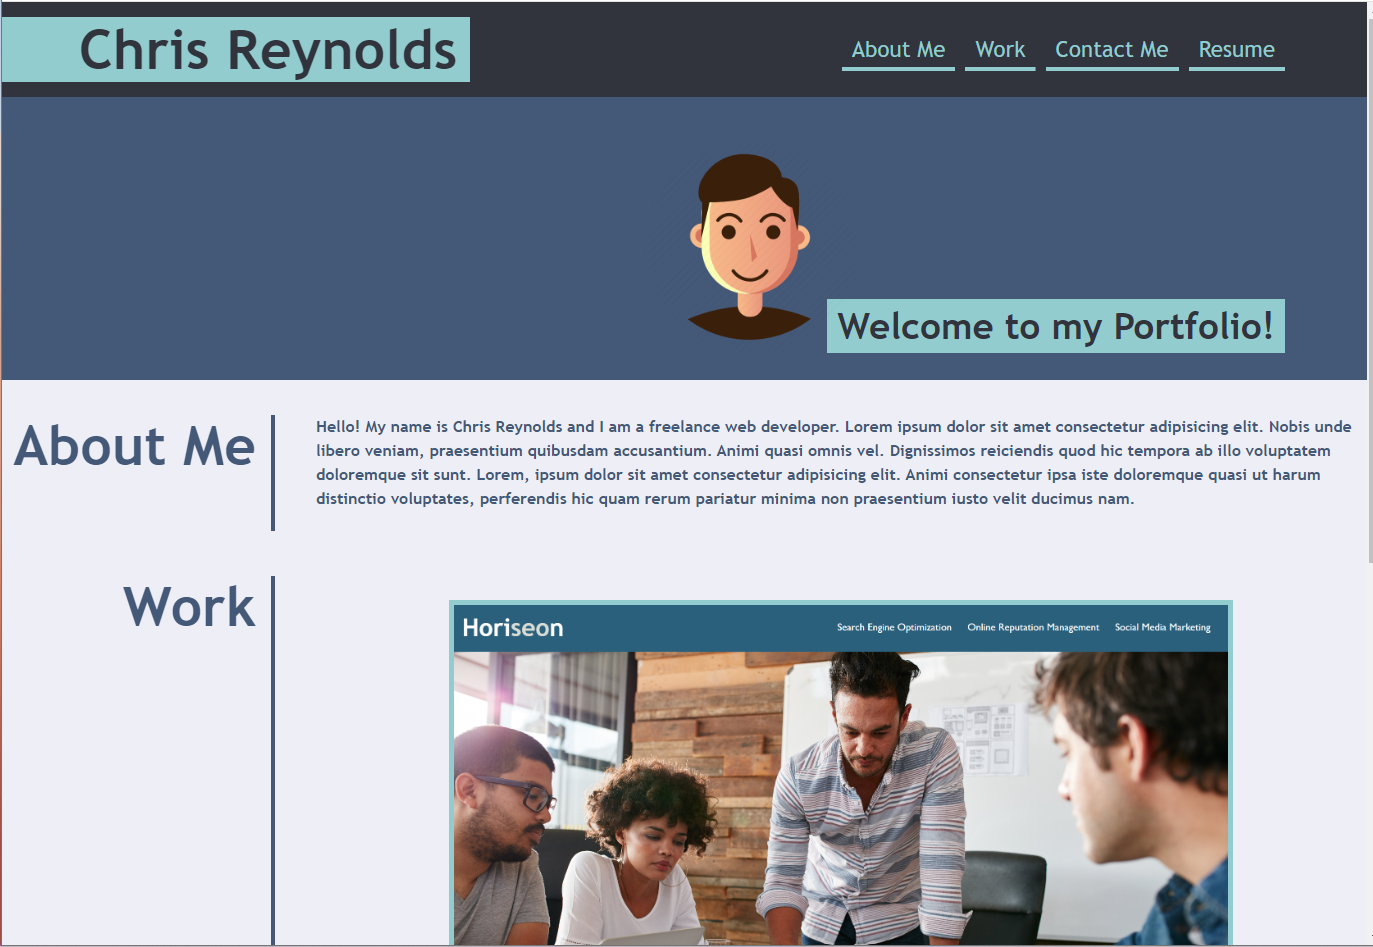 Chris Reynolds
About Me Work Contact Me Resume
Welcome to my Portfolio!
About Me
Hello! My name is Chris Reynolds and I am a freelance web developer. Lorem ipsum dolor sit amet consectetur adipisicing elit. Nobis unde
libero veniam, praesentium quibusdam accusantium. Animi quasi omnis vel. Dignissimos reiciendis quod hic tempora ab illo voluptatem
doloremque sit sunt. Lorem, ipsum dolor sit amet consectetur adipisicing elit. Animi consectetur ipsa iste doloremque quasi ut harum
distinctio voluptates, perferendis hic quam rerum pariatur minima non praesentium iusto velit ducimus nam.
Work
Horiseon
Search Engine Optimization Online Reputation Management Social Media Marketing